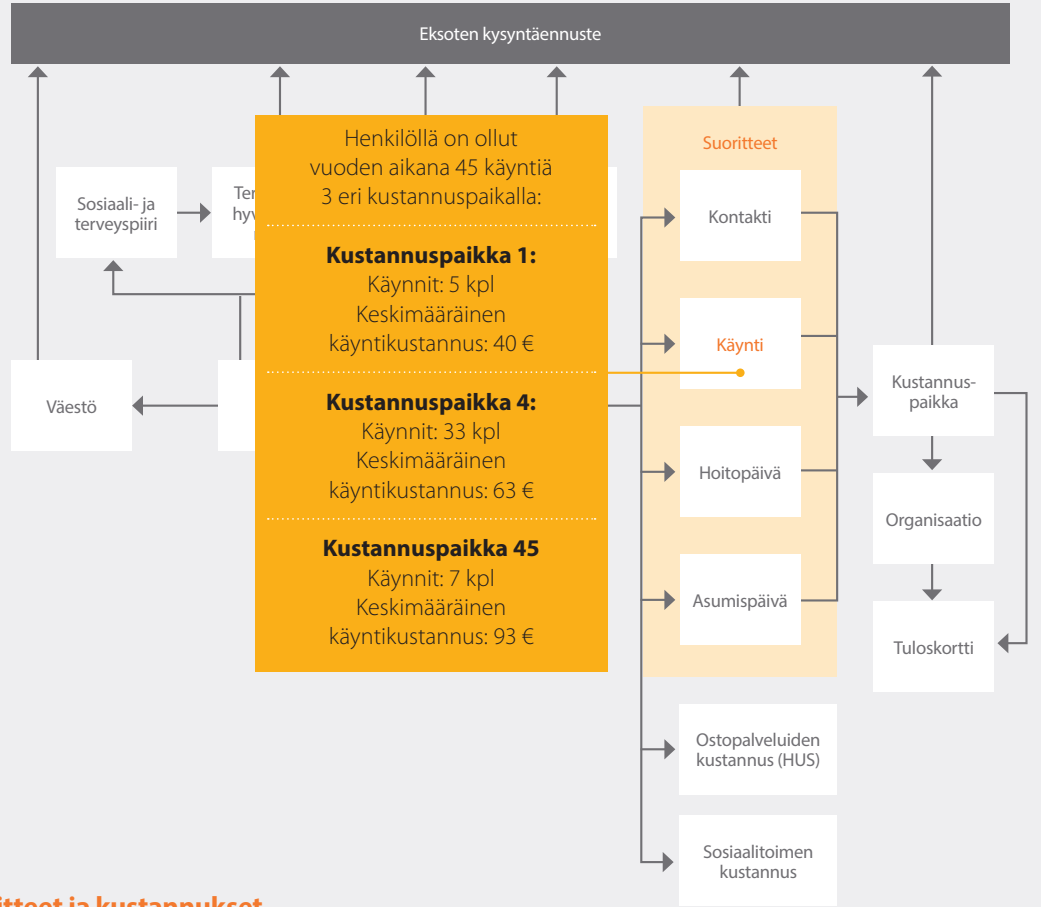 Eksoten kysyntäennuste
Sosiaali- ja
terveyspiiri
Henkilöllä on ollut
vuoden aikana 45 käyntiä
3 eri kustannuspaikalla:
Kustannuspaikka 1:
Käynnit: 5 kpl
Keskimääräinen
käyntikustannus: 40 €
Kustannuspaikka 4:
Käynnit: 33 kpl
Keskimääräinen
käyntikustannus: 63 €
Kustannuspaikka 45
Käynnit: 7 kpl
Keskimääräinen
käyntikustannus: 93 €
Väestö
Suoritteet
Kontakti
Käynti
Hoitopäivä
Asumispäivä
Ostopalveluiden
kustannus (HUS)
Sosiaalitoimen
kustannus
Kustannus-
paikka
Organisaatio
Tuloskortti
ja kustannukset